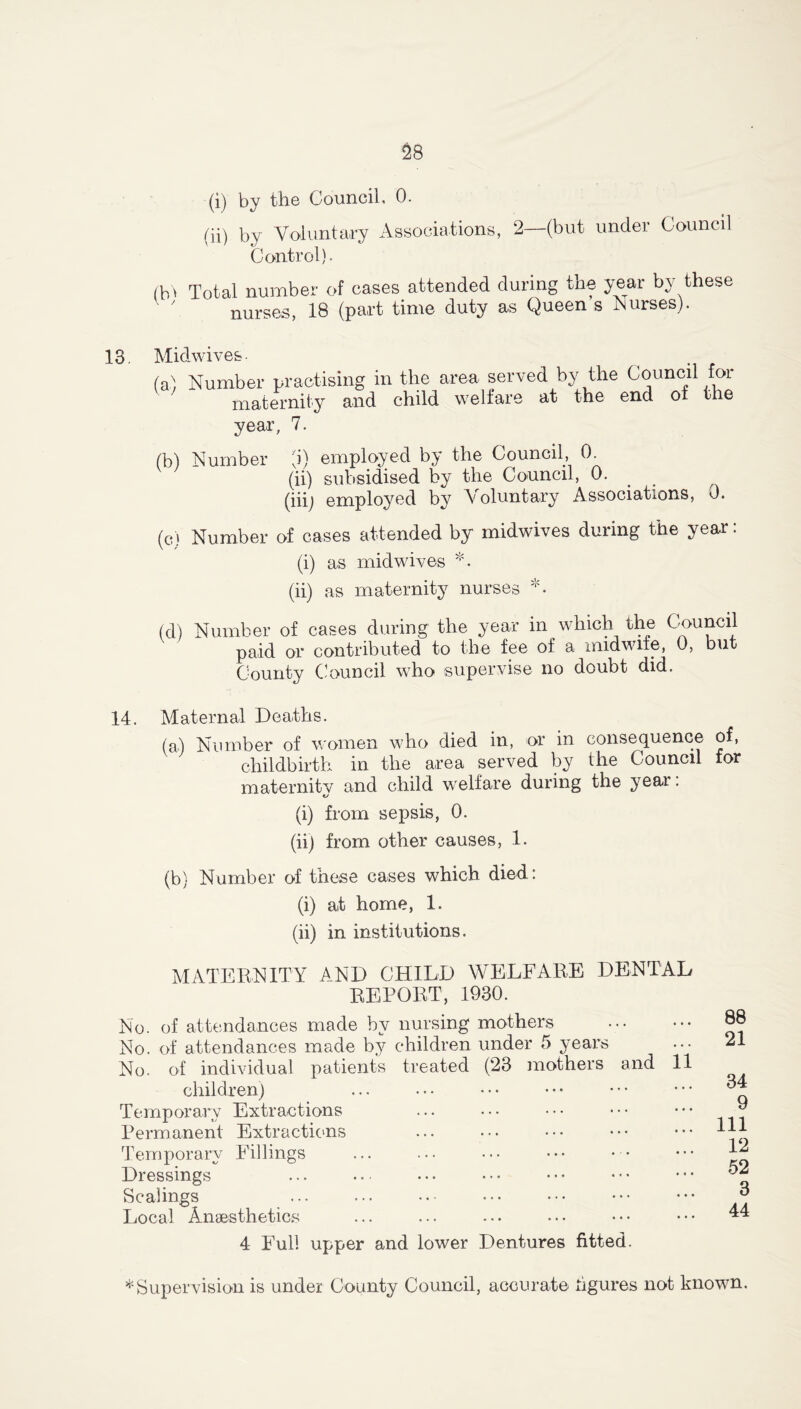 28
(i) by the Council, 0.
(ii) by Voluntary Associations, 2—(but under Council
Control).
(b) Total number of cases attended during the year by these
nurses, 18 (part time duty as Queen's Nurses).
13. Midwives.
(a) Number practising in the area served by the Council for
maternity and child welfare at the end of the
year, 7.
(b) Number (i) employed by the Council, 0.
(ii) subsidised by the Council, 0.
(iii) employed by Voluntary Associations, 0.
(c) Number of cases attended by midwives during the year:
(i) as midwives *.
(ii) as maternity nurses *.
(d) Number of cases during the year in which the Council
paid or contributed to the fee of a midwife, 0, but
County Council who supervise no doubt did.
14. Maternal Deaths.
(a) Number of women who died in, or in consequence of,
childbirth in the area served by the Council for
maternity and child welfare during the year:
(i) from sepsis, 0.
(ii) from other causes, 1.
(b) Number of these cases which died:
(i) at home, 1.
(ii) in institutions.
MATERNITY AND CHILD WELFARE DENTAL
REPORT, 1930.
No. of attendances made by nursing mothers ... ... 88
No. of attendances made by children under 5 years ... 21
No. of individual patients treated (23 mothers and 11
children) ... ... ... ... ... ... 34
Temporary Extractions ... ... ... ... ... 9
Permanent Extractions ... ... ... ... ... 111
Temporary Fillings ... ... ... ... ... ... 12
Dressings ... ... ... ... ... ... ... 52
Scalings ... ... ... ... ... ... ... 3
Local Anæsthetics ... ... ... ... ... ... 44
4 Full upper and lower Dentures fitted.
*Supervision is under County Council, accurate figures not known.